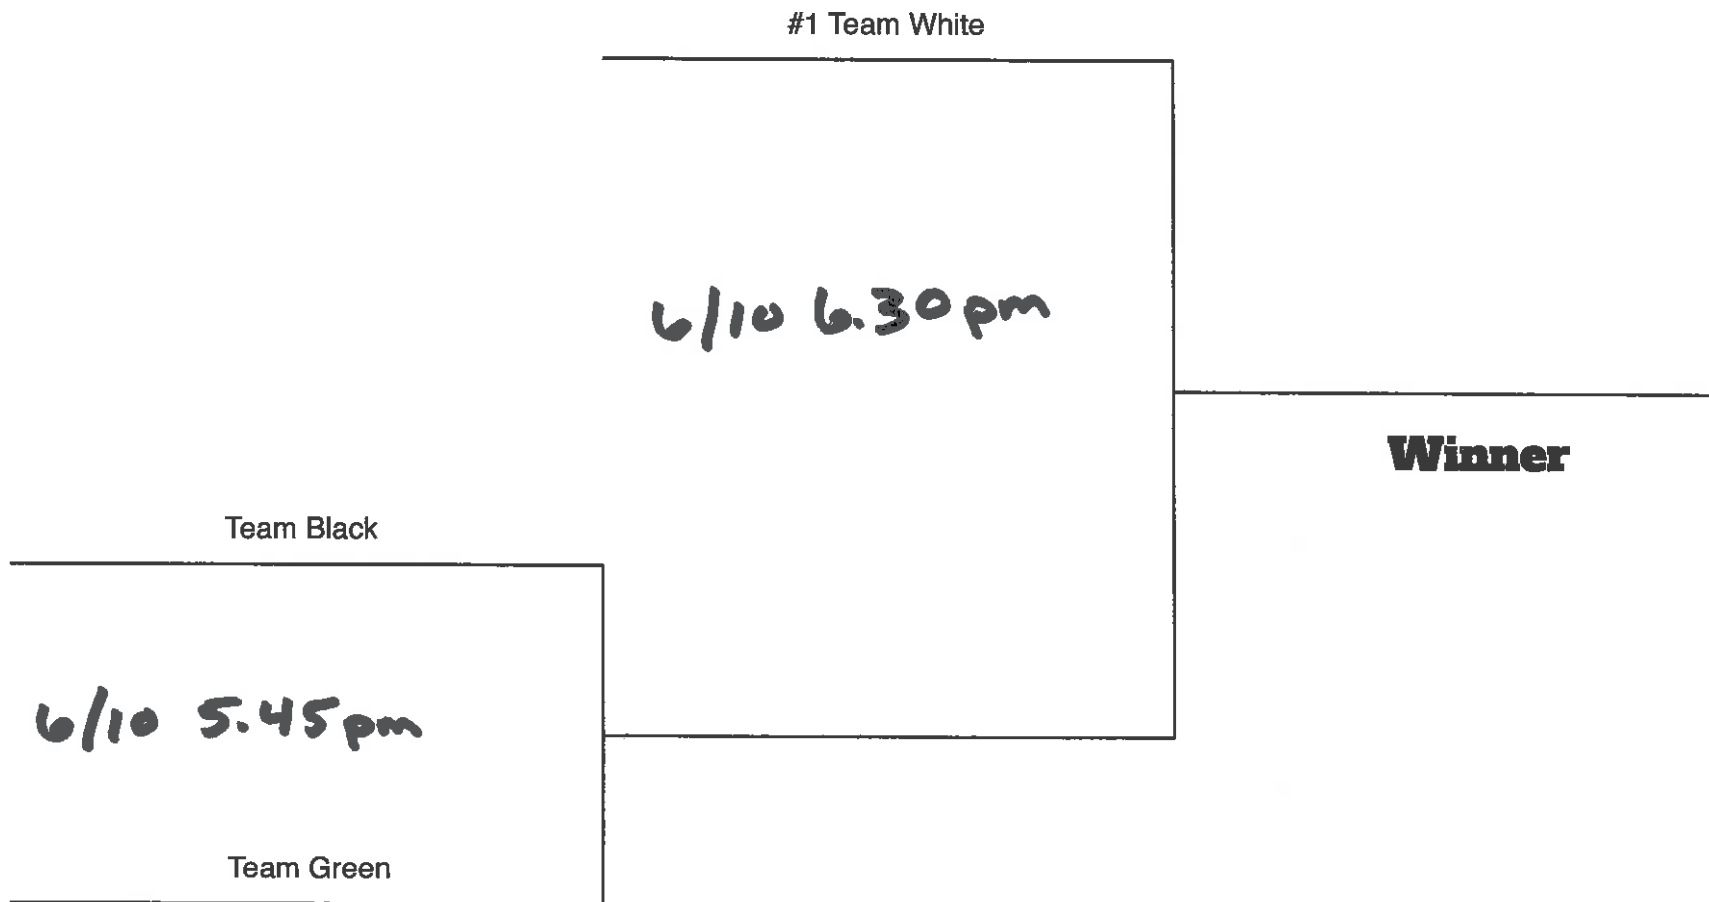 #1 Team White
6/10 6.30pm
Winner
Team Black
6/10 5.45pm
Team Green